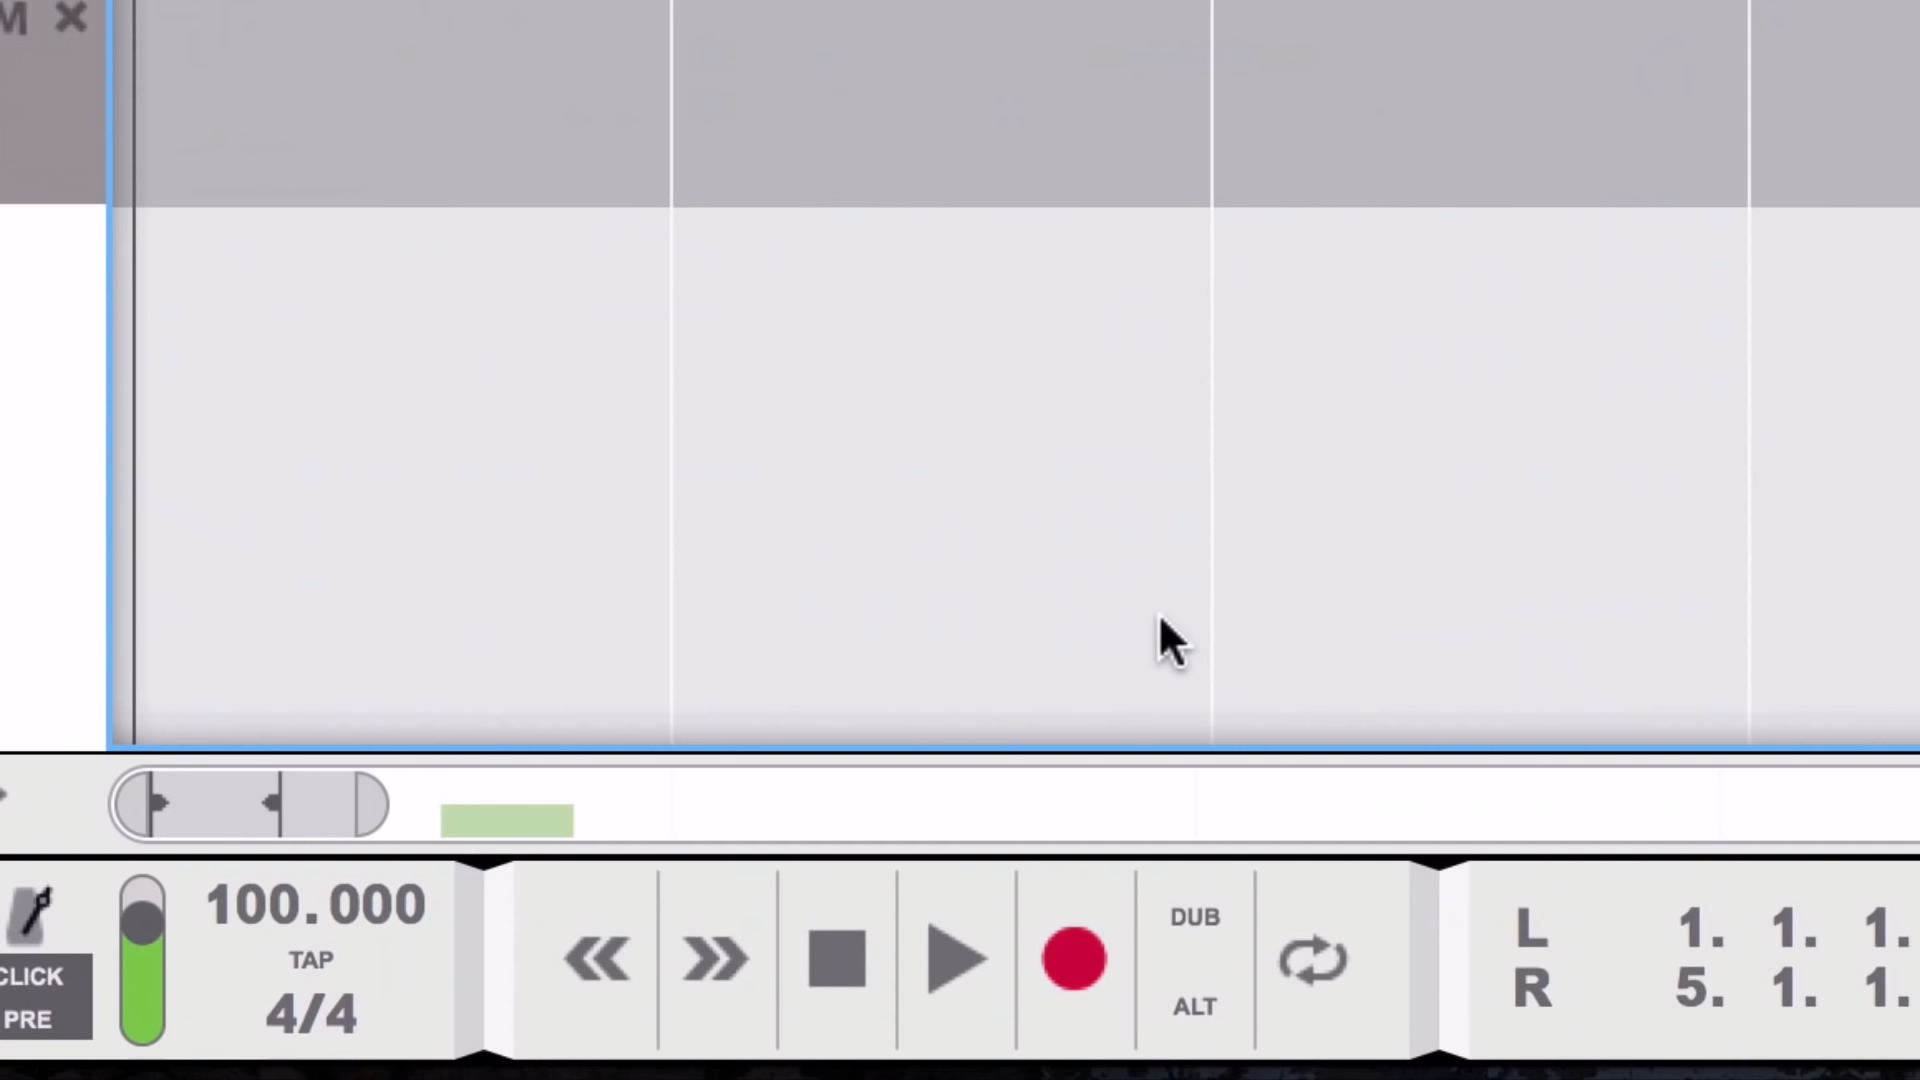 M
100.000
TAP
4/4
CLICK
PRE
DUB
ALT
L 1. 1. 1.
R 5. 1. 1.